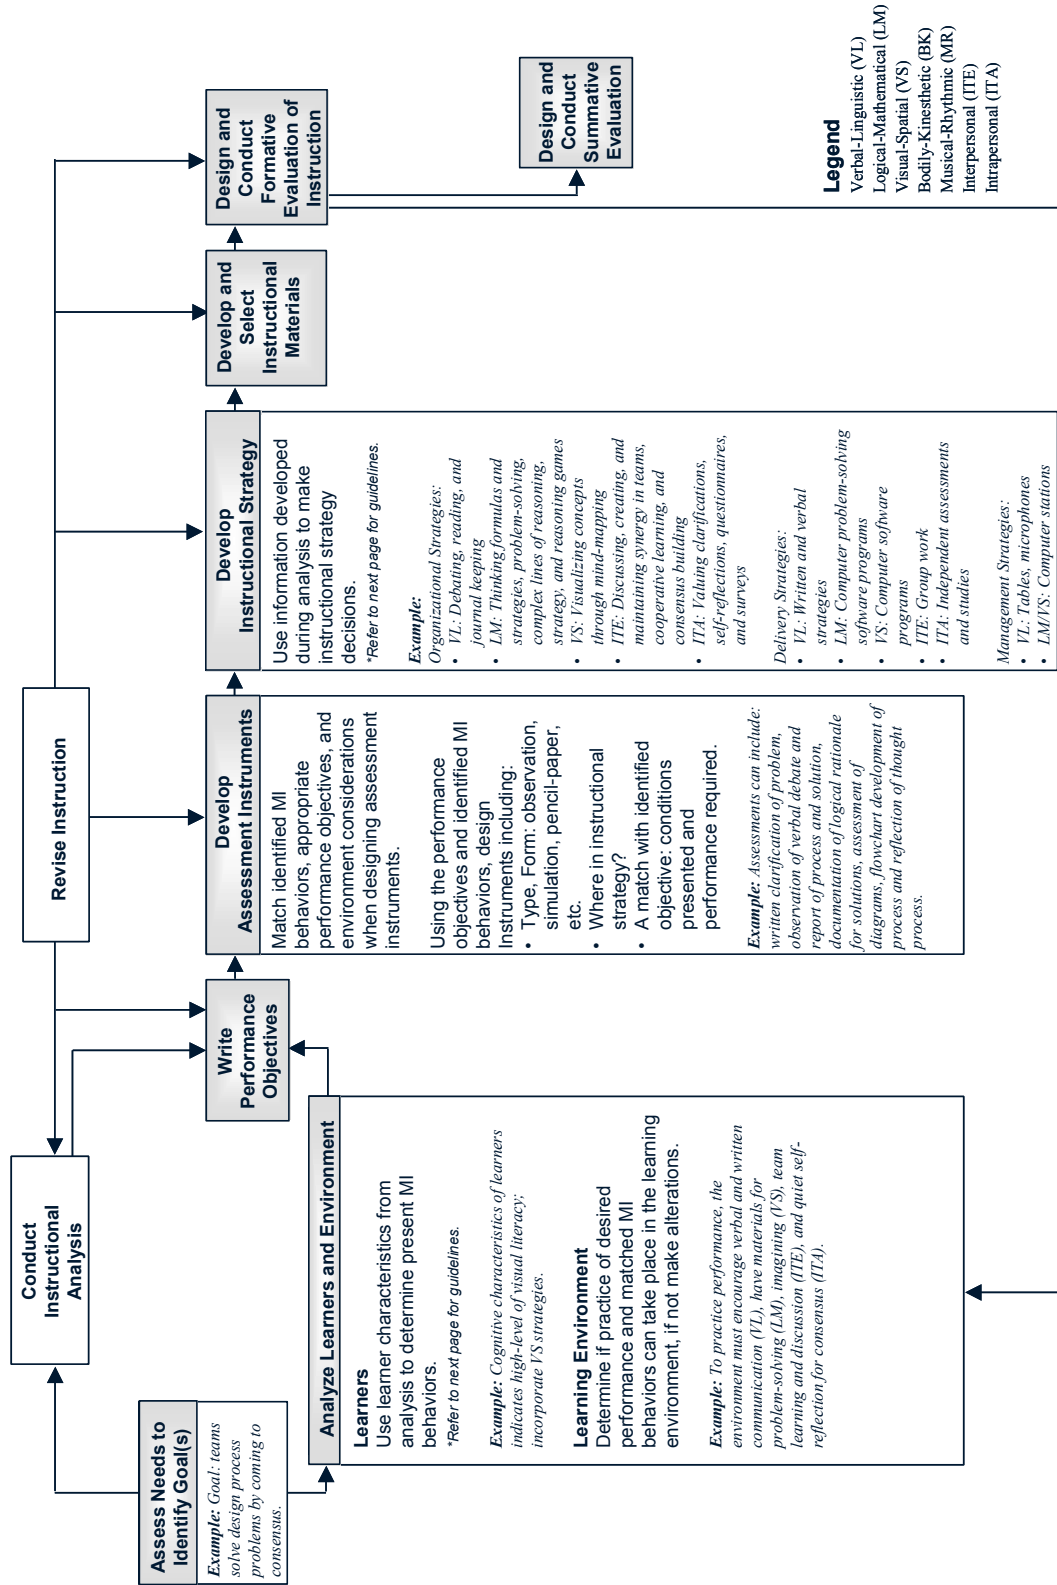 Revise Instruction
Conduct
Instructional
Analysis
Assess Needs to
Identify Goal(s)
Example: Goal: teams
solve design process
problems by coming to
consensus.
Analyze Learners and Environment
Learners
Use learner characteristics from
analysis to determine present MI
behaviors.
*Refer to next page for guidelines.
Example: Cognitive characteristics of learners
indicates high-level of visual literacy;
incorporate VS strategies.
Learning Environment
Determine if practice of desired
performance and matched MI
behaviors can take place in the learning
environment, if not make alterations.
Example: To practice performance, the
environment must encourage verbal and written
communication (VL), have materials for
problem-solving (LM), imagining (VS), team
learning and discussion (ITE), and quiet self-
reflection for consensus (ITA).
Write
Performance
Objectives
Develop
Assessment Instruments
Match identified MI
behaviors, appropriate
performance objectives, and
environment considerations
when designing assessment
instruments.
Using the performance
objectives and identified MI
behaviors, design
Instruments including:
• Type, Form: observation,
simulation, pencil-paper,
etc.
• Where in instructional
strategy?
• A match with identified
objective: conditions
presented and
performance required.
Example: Assessments can include:
written clarification of problem,
observation of verbal debate and
report of process and solution,
documentation of logical rationale
for solutions, assessment of
diagrams, flowchart development of
process and reflection of thought
process.
Develop
Instructional Strategy
Use information developed
during analysis to make
instructional strategy
decisions.
*Refer to next page for guidelines.
Example:
Organizational Strategies:
• VL: Debating, reading, and
journal keeping
• LM: Thinking formulas and
strategies, problem-solving,
complex lines of reasoning,
strategy, and reasoning games
• VS: Visualizing concepts
through mind-mapping
• ITE: Discussing, creating, and
maintaining synergy in teams,
cooperative learning, and
consensus building
• ITA: Valuing clarifications,
self-reflections, questionnaires,
and surveys
Delivery Strategies:
• VL: Written and verbal
strategies
• LM: Computer problem-solving
software programs
• VS: Computer software
programs
• ITE: Group work
• ITA: Independent assessments
and studies
Management Strategies:
• VL: Tables, microphones
• LM/VS: Computer stations
Develop and
Select
Instructional
Materials
Design and
Conduct
Formative
Evaluation of
Instruction
Design and
Conduct
Summative
Evaluation
Legend
Verbal-Linguistic (VL)
Logical-Mathematical (LM)
Visual-Spatial (VS)
Bodily-Kinesthetic (BK)
Musical-Rhythmic (MR)
Interpersonal (ITE)
Intrapersonal (ITA)